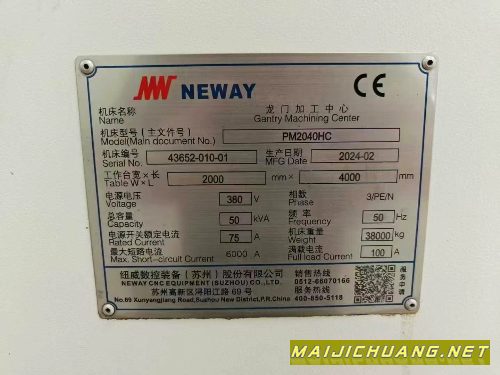 NEWAY CE
机床名称 龙门加工中心
Name Gantry Machining Center
机床型号(主文件号) PM2040HC
Model(Main document No.)
机床编号 43652-010-01 生产日期 2024-02
Serial No. MFG Date
工作台宽×长 2000 mm× 4000 mm
Table W×L
电源电压 380 V 相数 3/PE/N
Voltage Phase
总容量 50 kVA 频率 50 Hz
Capacity Frequency
电源开关额定电流 75 A 机床重量 38000 kg
Rated Current Weight
最大短路电流 6000 A 满载电流 100 A
Max. Short-circuit Current Full load Current
纽威数控装备(苏州)股份有限公司 销售热线
NEWAY CNC EQUIPMENT (SUZHOU) CO.,LTD. 0512-66070166
苏州高新区浔阳江路69号 服务热线
No.69 Xunyangjiang Road,Suzhou New District,P.R.China 400-850-5118
服务申请
MAIJICHUANG.NET